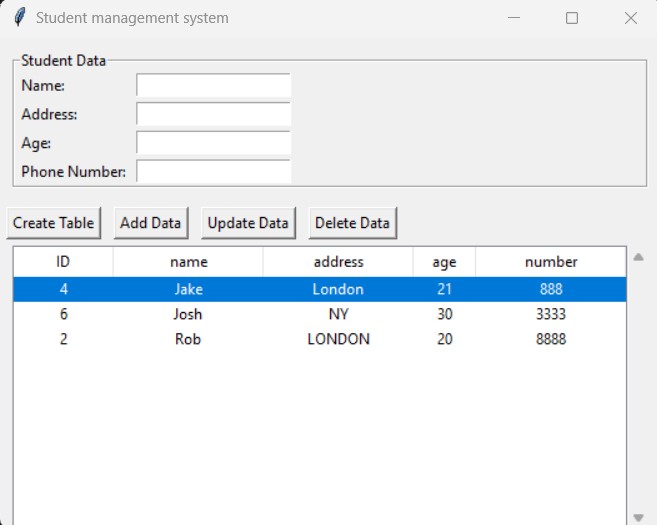 Student management system
Student Data
Name:
Address:
Age:
Phone Number:
Create Table Add Data Update Data Delete Data
ID name address age number
4 Jake London 21 888
6 Josh NY 30 3333
2 Rob LONDON 20 8888